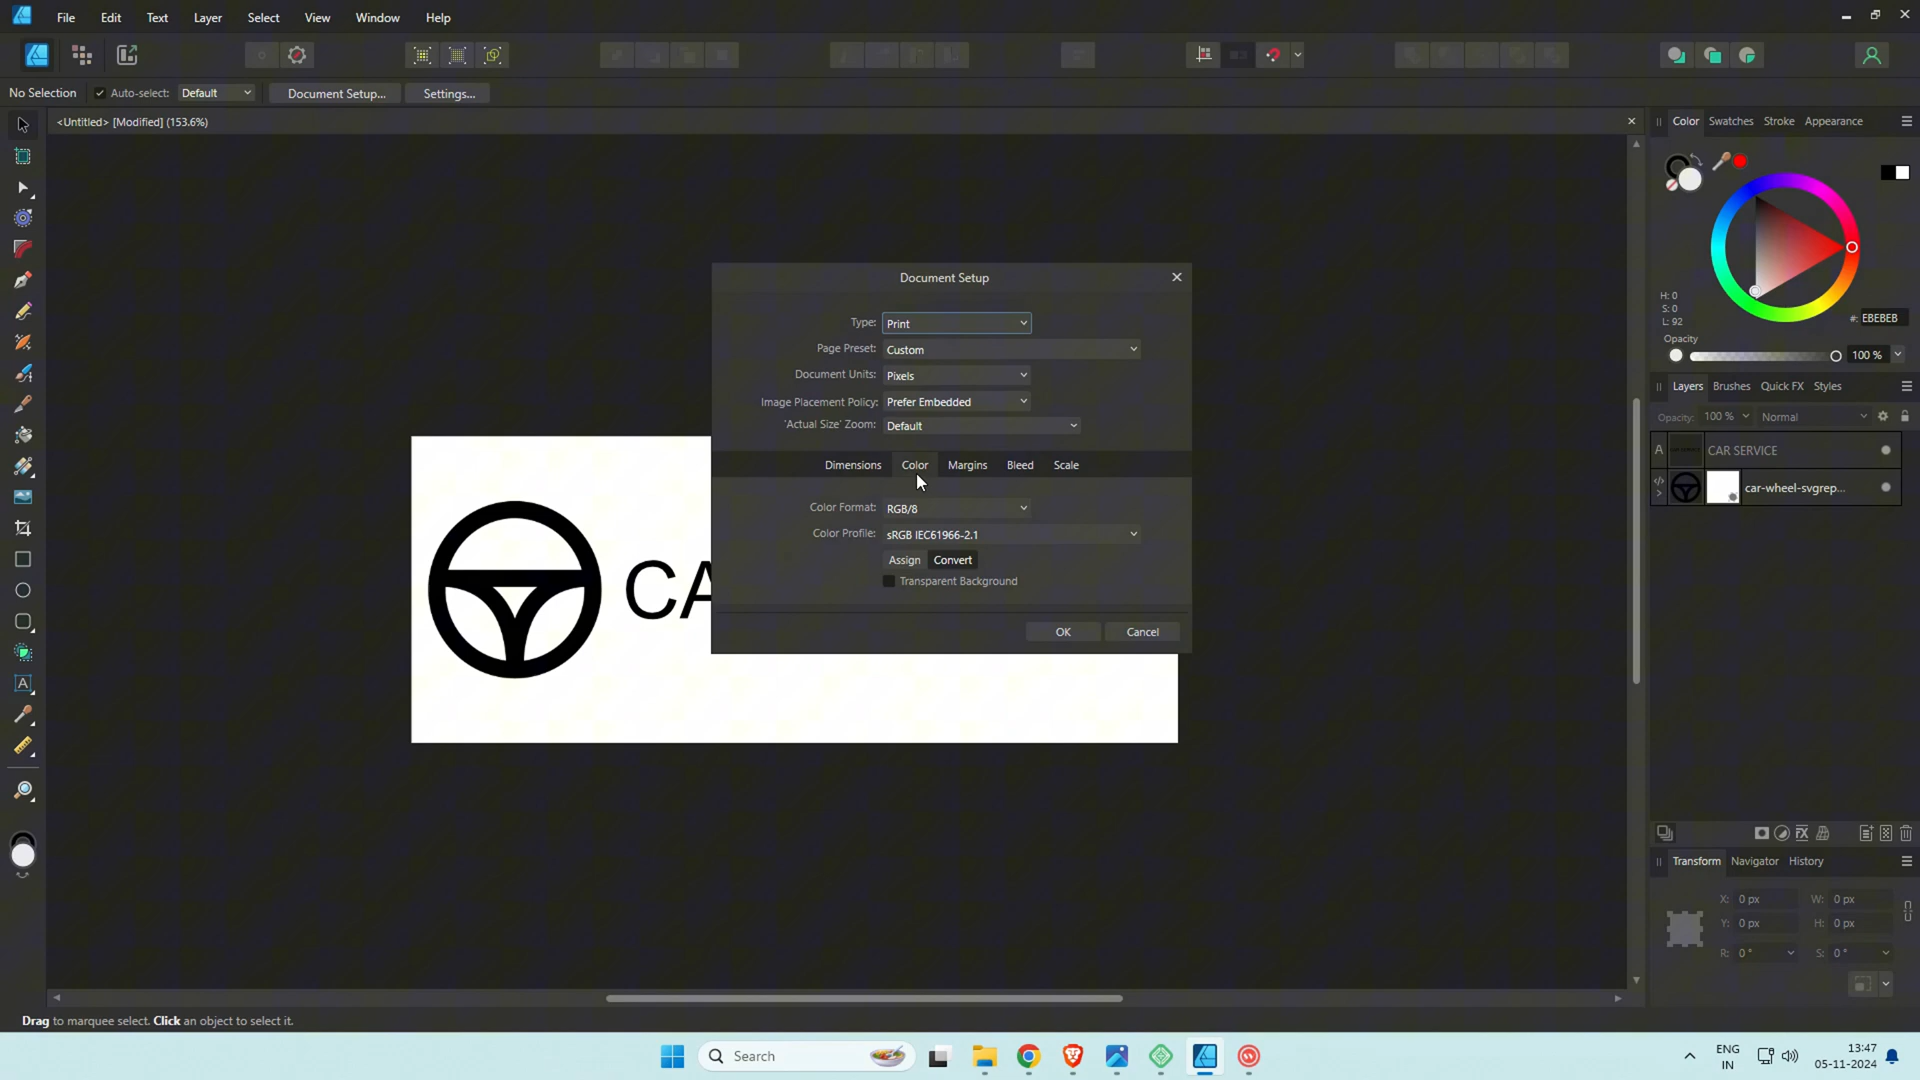 File Edit Text Layer Select View Window Help
No Selection Auto-select: Default Document Setup... Settings...
<Untitled> [Modified] (153.6%)
Color Swatches Stroke Appearance
H: 0
S: 0
L: 92
#: EBEBEB
Opacity
100 %
Document Setup
Type: Print
Page Preset: Custom
Document Units: Pixels
Image Placement Policy: Prefer Embedded
'Actual Size' Zoom: Default
Dimensions Color Margins Bleed Scale
Color Format: RGB/8
Color Profile: sRGB IEC61966-2.1
Assign Convert
Transparent Background
OK Cancel
CA
Layers Brushes Quick FX Styles
Opacity: 100 % Normal
A CAR SERVICE
car-wheel-svgrep...
Transform Navigator History
X: 0 px W: 0 px
Y: 0 px H: 0 px
R: 0 ° S: 0 °
Drag to marquee select. Click an object to select it.
Search
ENG
IN
13:47
05-11-2024